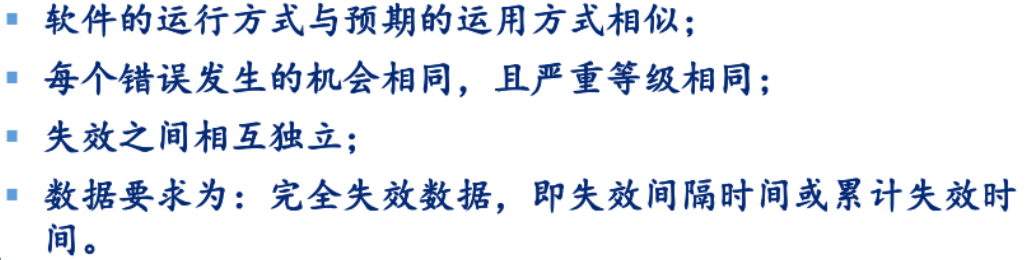 ▪ 软件的运行方式与预期的运用方式相似；
▪ 每个错误发生的机会相同，且严重等级相同；
▪ 失效之间相互独立；
▪ 数据要求为：完全失效数据，即失效间隔时间或累计失效时
间。